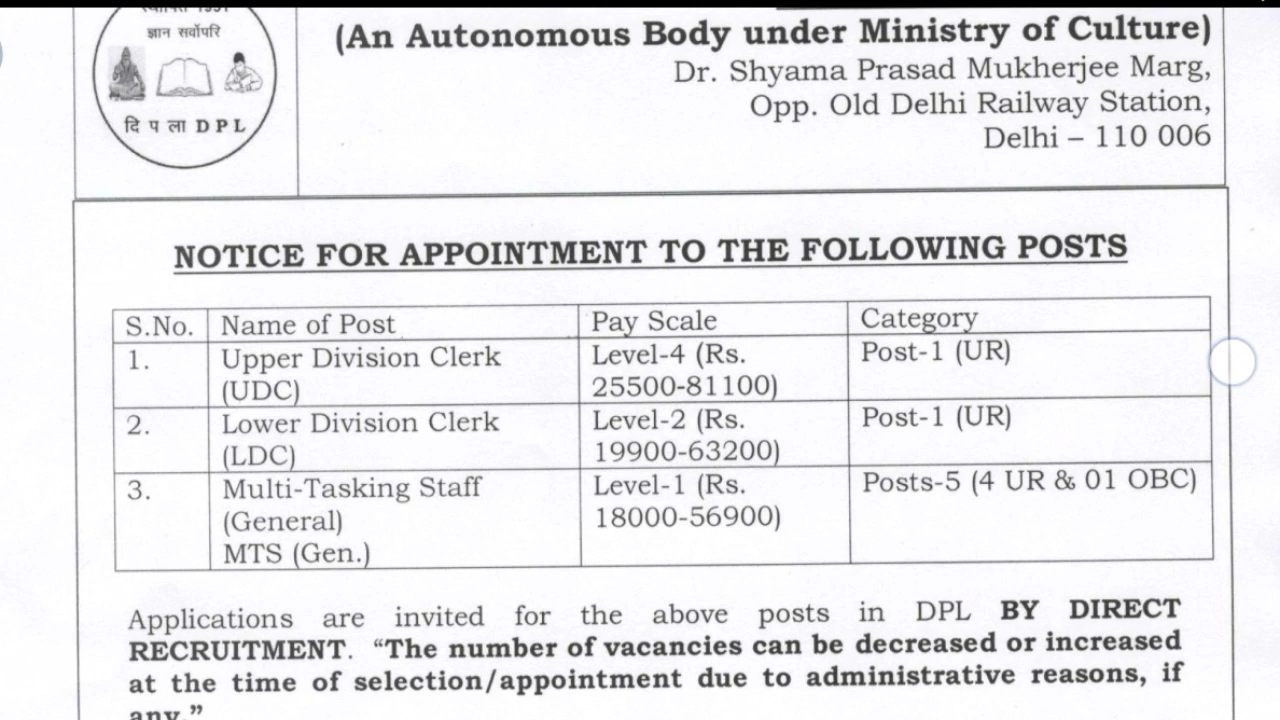 ज्ञान सर्वोपरि
दि प ला DPL
(An Autonomous Body under Ministry of Culture)
Dr. Shyama Prasad Mukherjee Marg,
Opp. Old Delhi Railway Station,
Delhi – 110 006
NOTICE FOR APPOINTMENT TO THE FOLLOWING POSTS
S.No. Name of Post Pay Scale Category
1. Upper Division Clerk Level-4 (Rs. Post-1 (UR)
(UDC) 25500-81100)
2. Lower Division Clerk Level-2 (Rs. Post-1 (UR)
(LDC) 19900-63200)
3. Multi-Tasking Staff Level-1 (Rs. Posts-5 (4 UR & 01 OBC)
(General) 18000-56900)
MTS (Gen.)
Applications are invited for the above posts in DPL BY DIRECT
RECRUITMENT. “The number of vacancies can be decreased or increased
at the time of selection/appointment due to administrative reasons, if
any.”